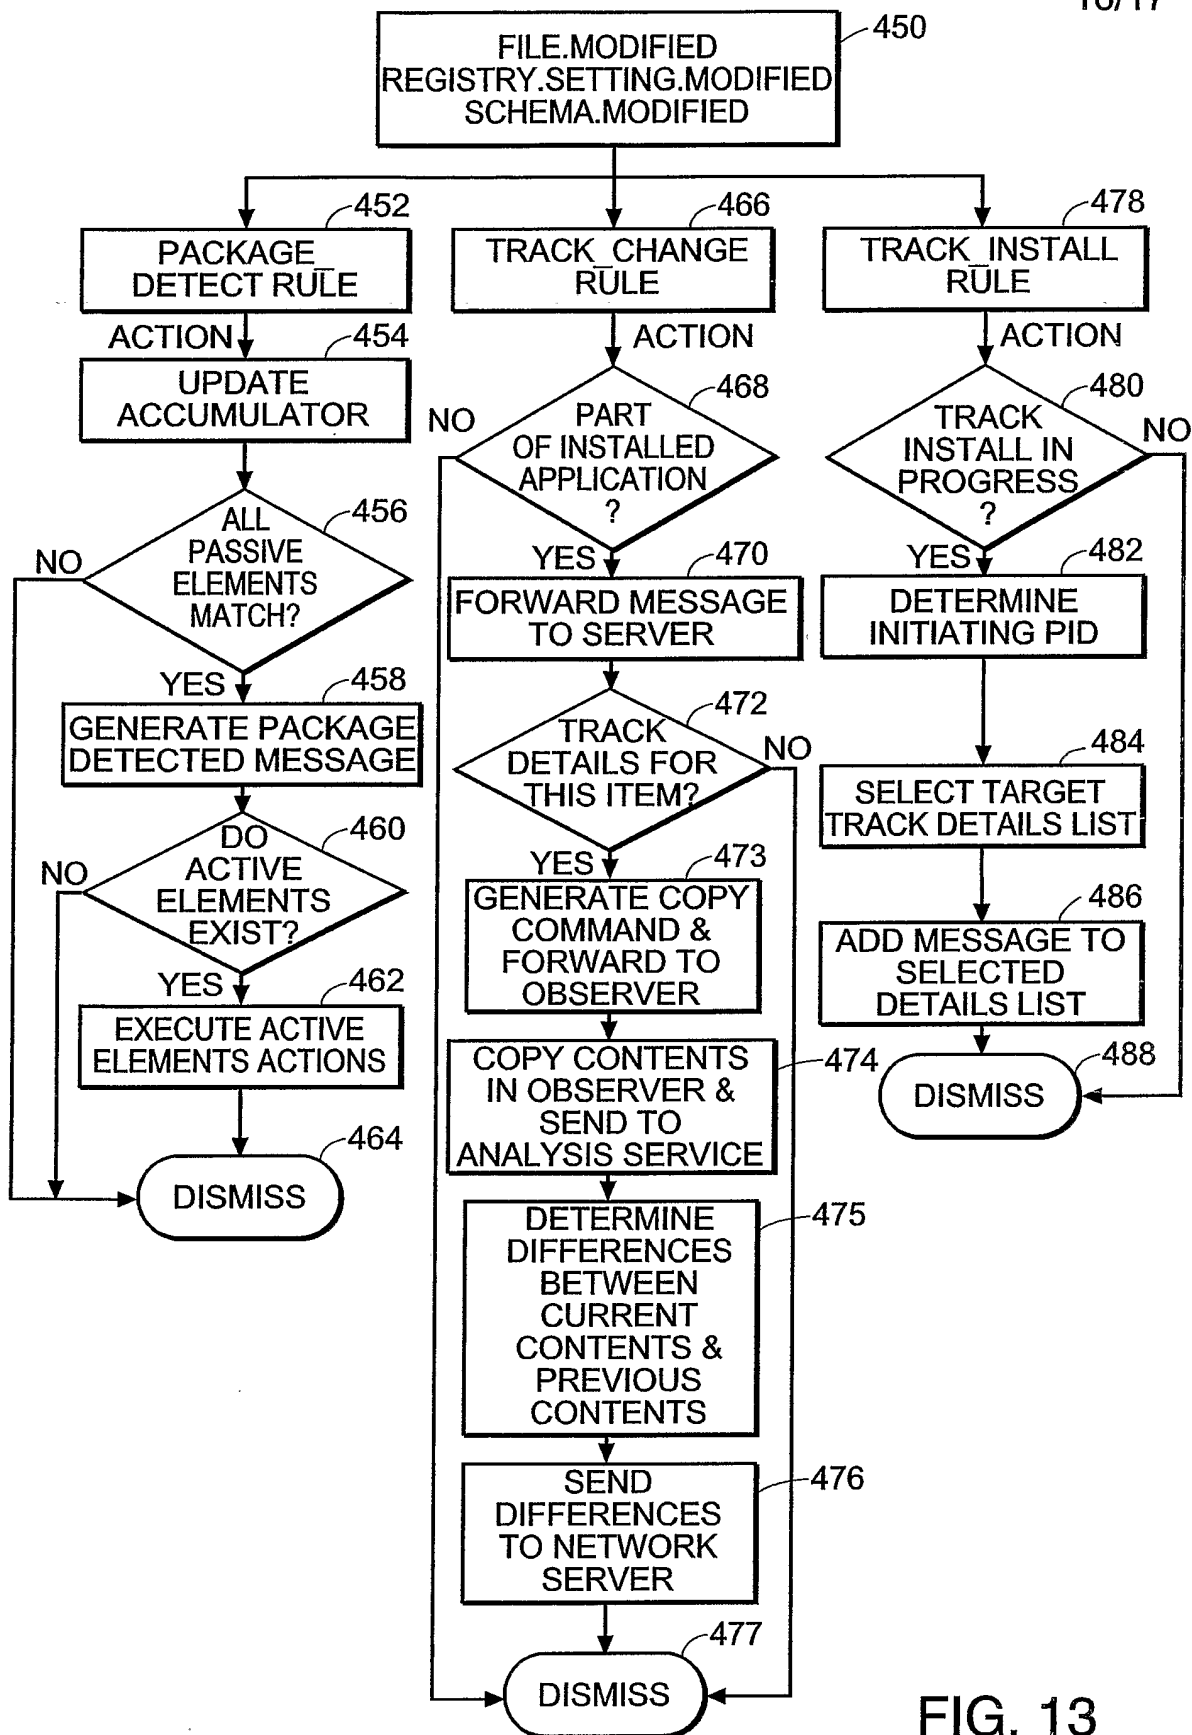 450
FILE.MODIFIED
REGISTRY.SETTING.MODIFIED
SCHEMA.MODIFIED
452
PACKAGE_
DETECT RULE
ACTION
454
UPDATE
ACCUMULATOR
456
ALL
PASSIVE
ELEMENTS
MATCH?
NO
YES
458
GENERATE PACKAGE
DETECTED MESSAGE
460
DO
ACTIVE
ELEMENTS
EXIST?
NO
YES
462
EXECUTE ACTIVE
ELEMENTS ACTIONS
464
DISMISS
466
TRACK_CHANGE
RULE
ACTION
468
PART
OF INSTALLED
APPLICATION
?
NO
YES
470
FORWARD MESSAGE
TO SERVER
472
TRACK
DETAILS FOR
THIS ITEM?
NO
YES
473
GENERATE COPY
COMMAND &
FORWARD TO
OBSERVER
474
COPY CONTENTS
IN OBSERVER &
SEND TO
ANALYSIS SERVICE
475
DETERMINE
DIFFERENCES
BETWEEN
CURRENT
CONTENTS &
PREVIOUS
CONTENTS
476
SEND
DIFFERENCES
TO NETWORK
SERVER
477
DISMISS
478
TRACK_INSTALL
RULE
ACTION
480
TRACK
INSTALL IN
PROGRESS
?
NO
YES
482
DETERMINE
INITIATING PID
484
SELECT TARGET
TRACK DETAILS LIST
486
ADD MESSAGE TO
SELECTED
DETAILS LIST
488
DISMISS
FIG. 13